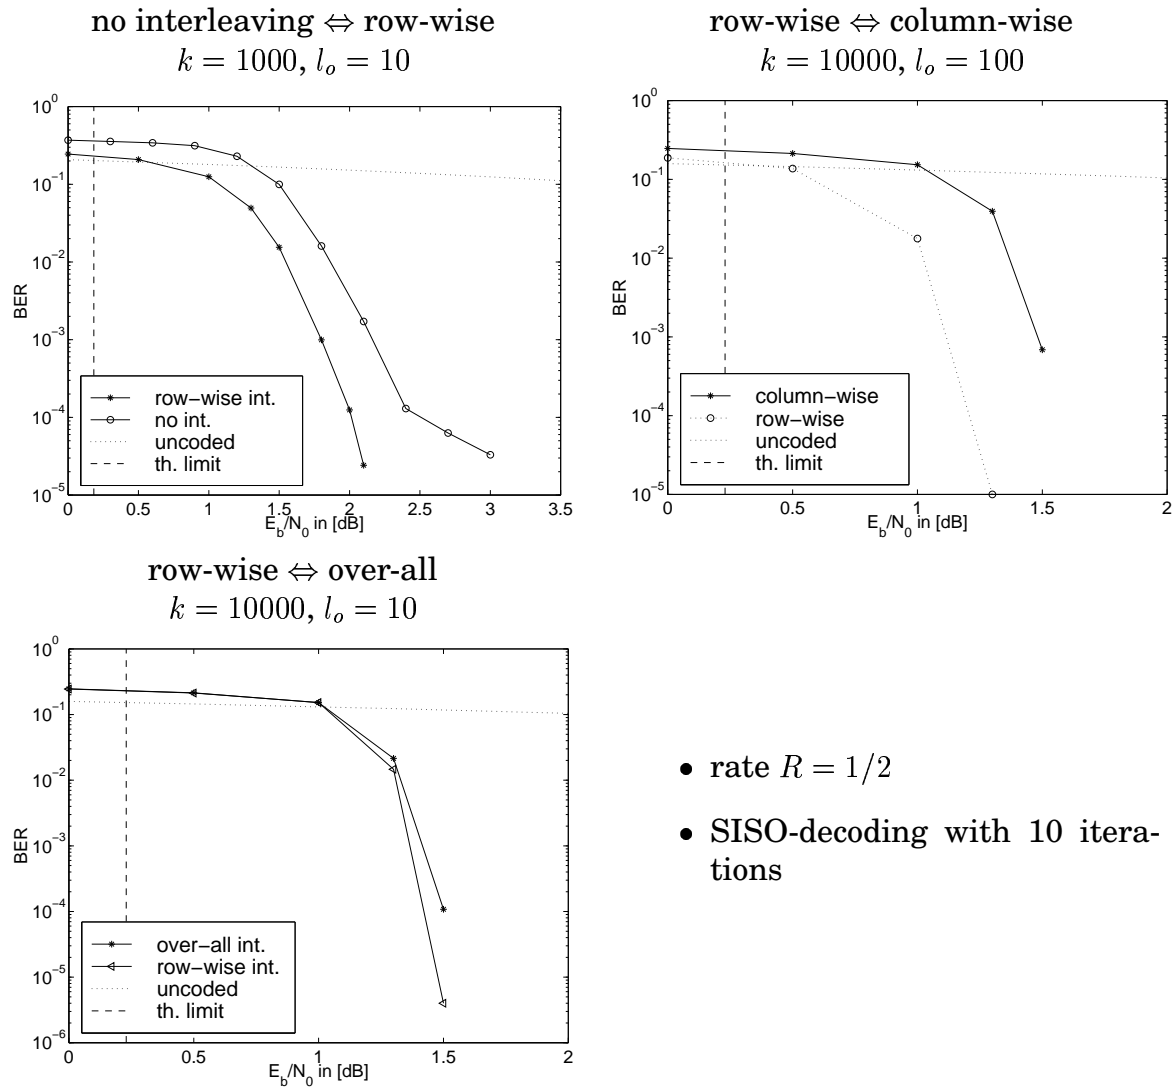 no interleaving ⇔ row-wise
k = 1000, l_o = 10
10^0
10^−1
10^−2
10^−3
10^−4
10^−5
BER
row−wise int.
no int.
uncoded
th. limit
0 0.5 1 1.5 2 2.5 3 3.5
E_b/N_0 in [dB]
row-wise ⇔ column-wise
k = 10000, l_o = 100
10^0
10^−1
10^−2
10^−3
10^−4
10^−5
BER
column−wise
row−wise
uncoded
th. limit
0 0.5 1 1.5 2
E_b/N_0 in [dB]
row-wise ⇔ over-all
k = 10000, l_o = 10
10^0
10^−1
10^−2
10^−3
10^−4
10^−5
10^−6
BER
over−all int.
row−wise int.
uncoded
th. limit
0 0.5 1 1.5 2
E_b/N_0 in [dB]
• rate R = 1/2
• SISO-decoding with 10 itera-
tions